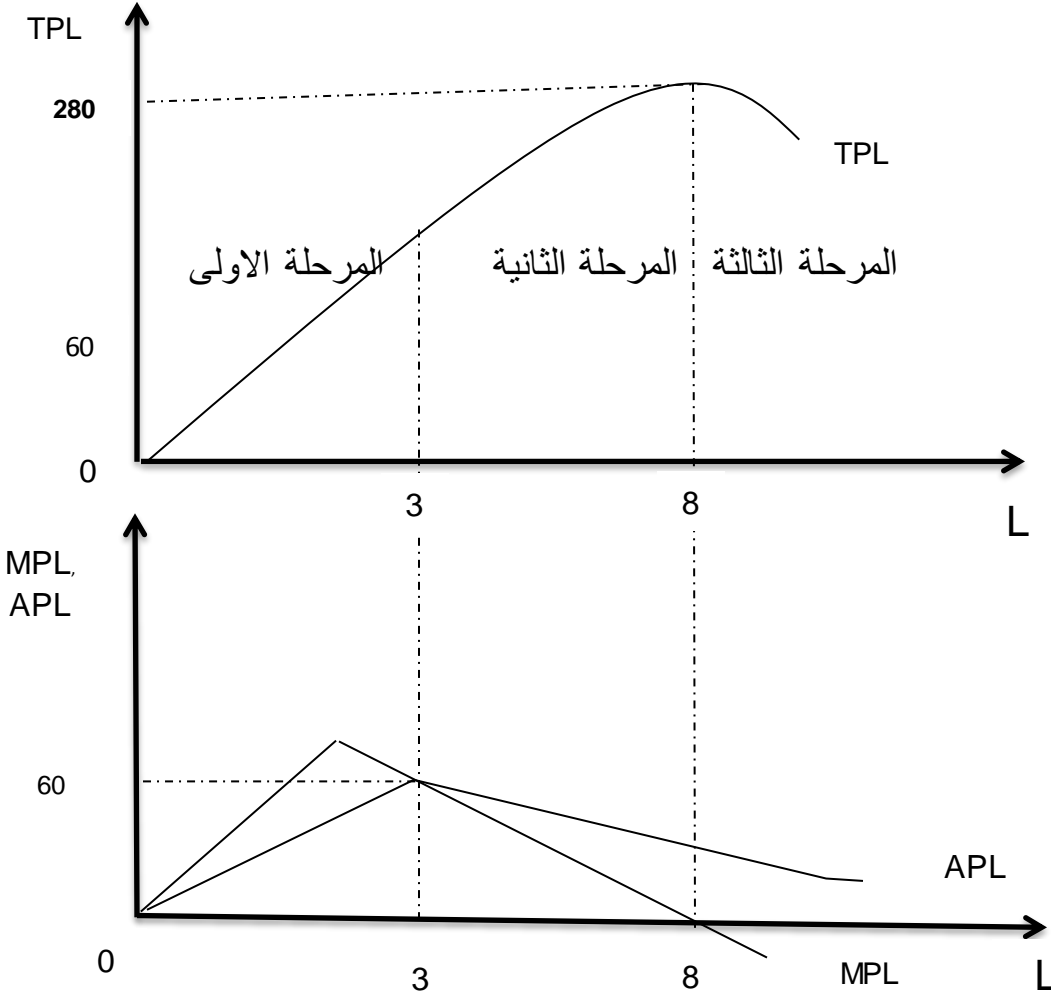 TPL
280
TPL
المرحلة الاولى
المرحلة الثانية
المرحلة الثالثة
60
0
3
8
L
MPL,
APL
60
APL
0
3
8
MPL
L